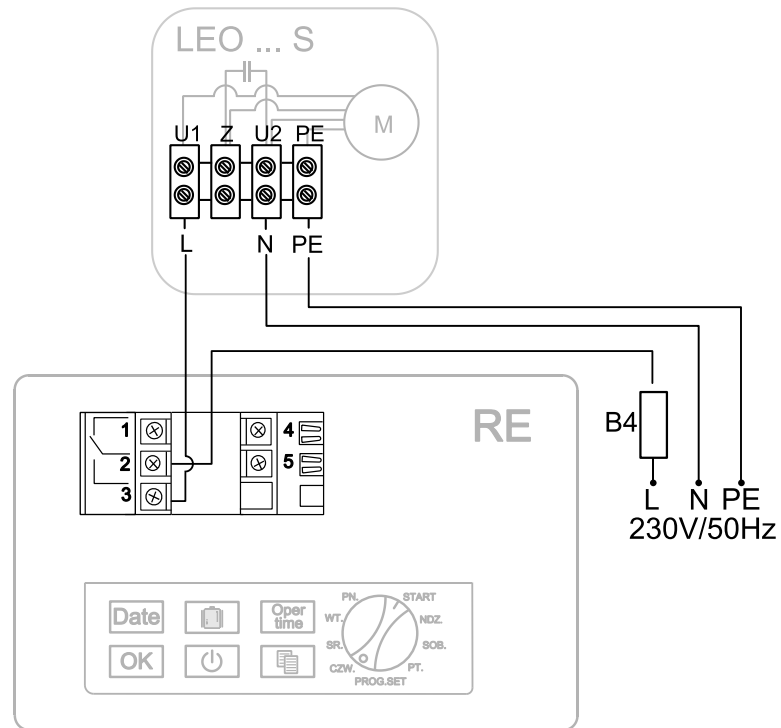 LEO ... S
M
U1 Z U2 PE
L N PE
RE
1
2
3
4
5
B4
L N PE
230V/50Hz
Date
Oper
time
OK
PN.
START
WT.
NDZ.
SR.
SOB.
CZW.
PT.
PROG.SET